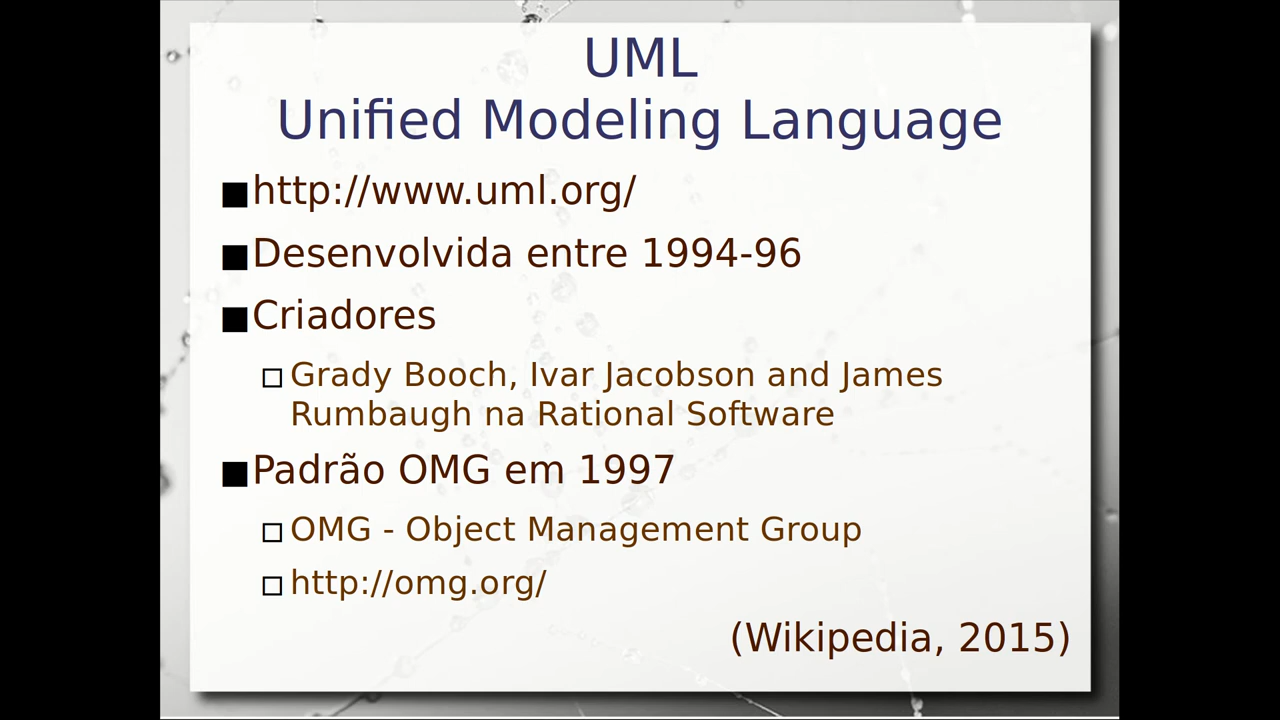 UML
Unified Modeling Language
http://www.uml.org/
Desenvolvida entre 1994-96
Criadores
Grady Booch, Ivar Jacobson and James
Rumbaugh na Rational Software
Padrão OMG em 1997
OMG - Object Management Group
http://omg.org/
(Wikipedia, 2015)